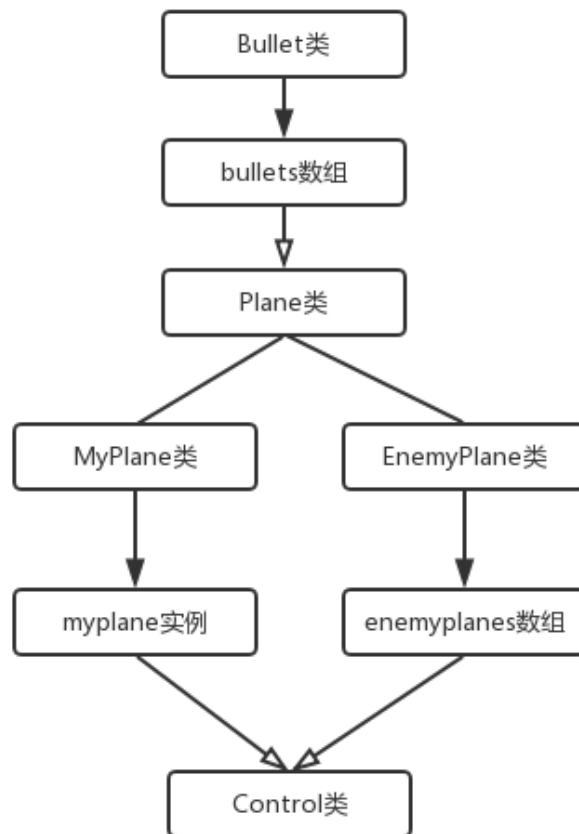 Bullet类
bullets数组
Plane类
MyPlane类
EnemyPlane类
myplane实例
enemyplanes数组
Control类